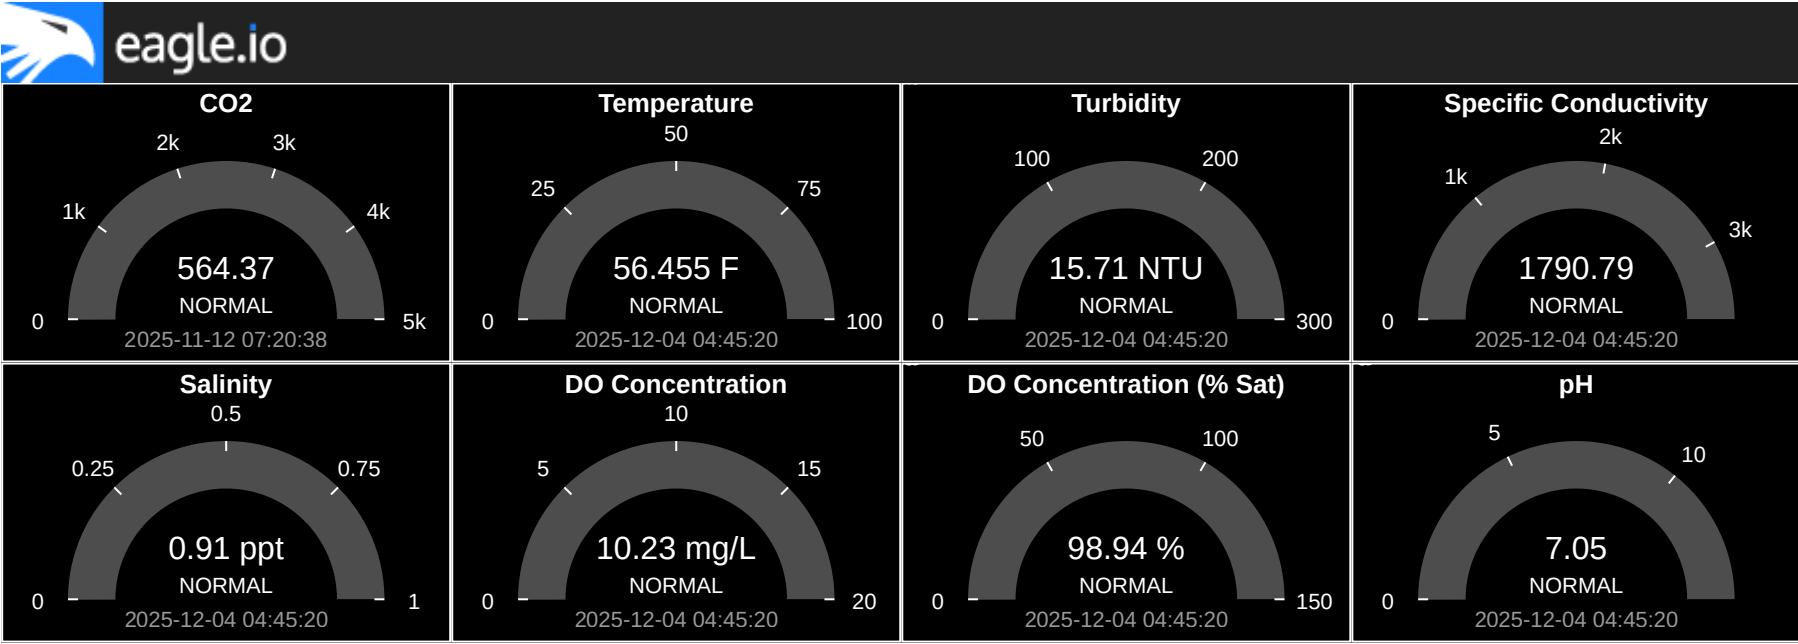 eagle.io
CO2
2k
3k
1k
4k
564.37
NORMAL
0
5k
2025-11-12 07:20:38
Temperature
50
25
75
56.455 F
NORMAL
0
100
2025-12-04 04:45:20
Turbidity
100
200
15.71 NTU
NORMAL
0
300
2025-12-04 04:45:20
Specific Conductivity
2k
1k
3k
1790.79
NORMAL
0
2025-12-04 04:45:20
Salinity
0.5
0.25
0.75
0.91 ppt
NORMAL
0
1
2025-12-04 04:45:20
DO Concentration
10
5
15
10.23 mg/L
NORMAL
0
20
2025-12-04 04:45:20
DO Concentration (% Sat)
50
100
98.94 %
NORMAL
0
150
2025-12-04 04:45:20
pH
5
10
7.05
NORMAL
0
2025-12-04 04:45:20